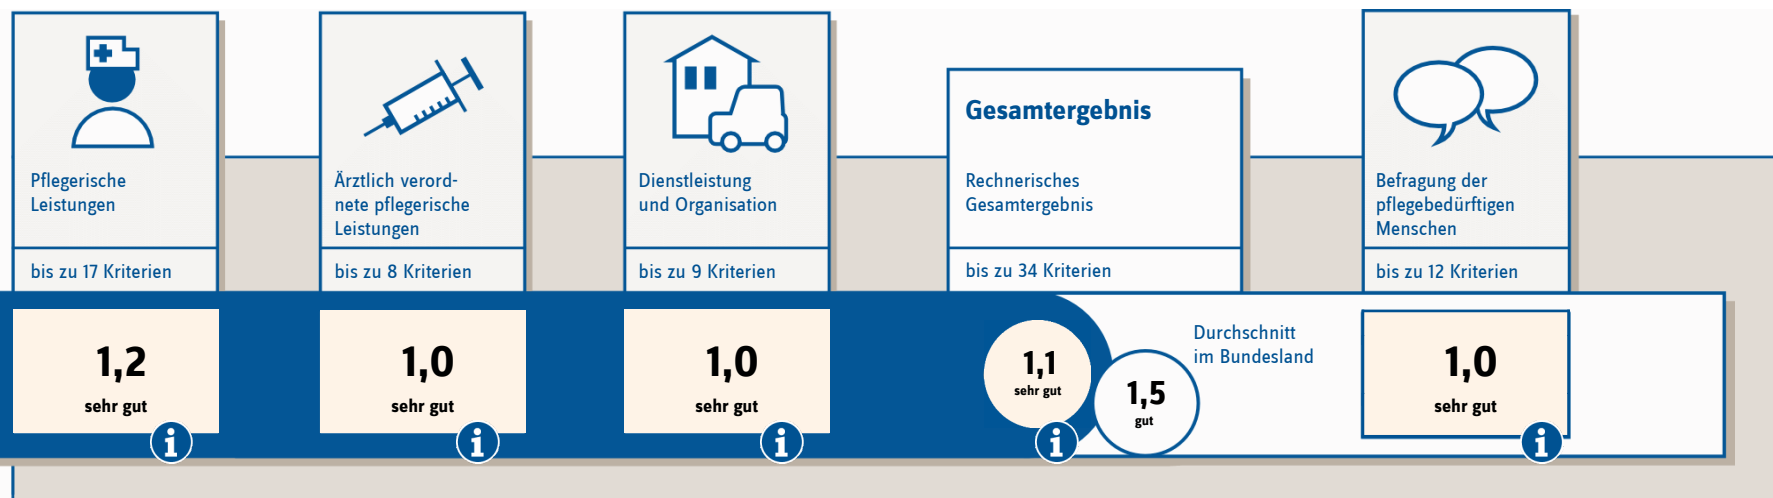 Pflegerische
Leistungen
bis zu 17 Kriterien
1,2
sehr gut
i
Ärztlich verord-
nete pflegerische
Leistungen
bis zu 8 Kriterien
1,0
sehr gut
i
Dienstleistung
und Organisation
bis zu 9 Kriterien
1,0
sehr gut
i
Gesamtergebnis
Rechnerisches
Gesamtergebnis
bis zu 34 Kriterien
1,1
sehr gut
i
1,5
gut
Durchschnitt
im Bundesland
Befragung der
pflegebedürftigen
Menschen
bis zu 12 Kriterien
1,0
sehr gut
i